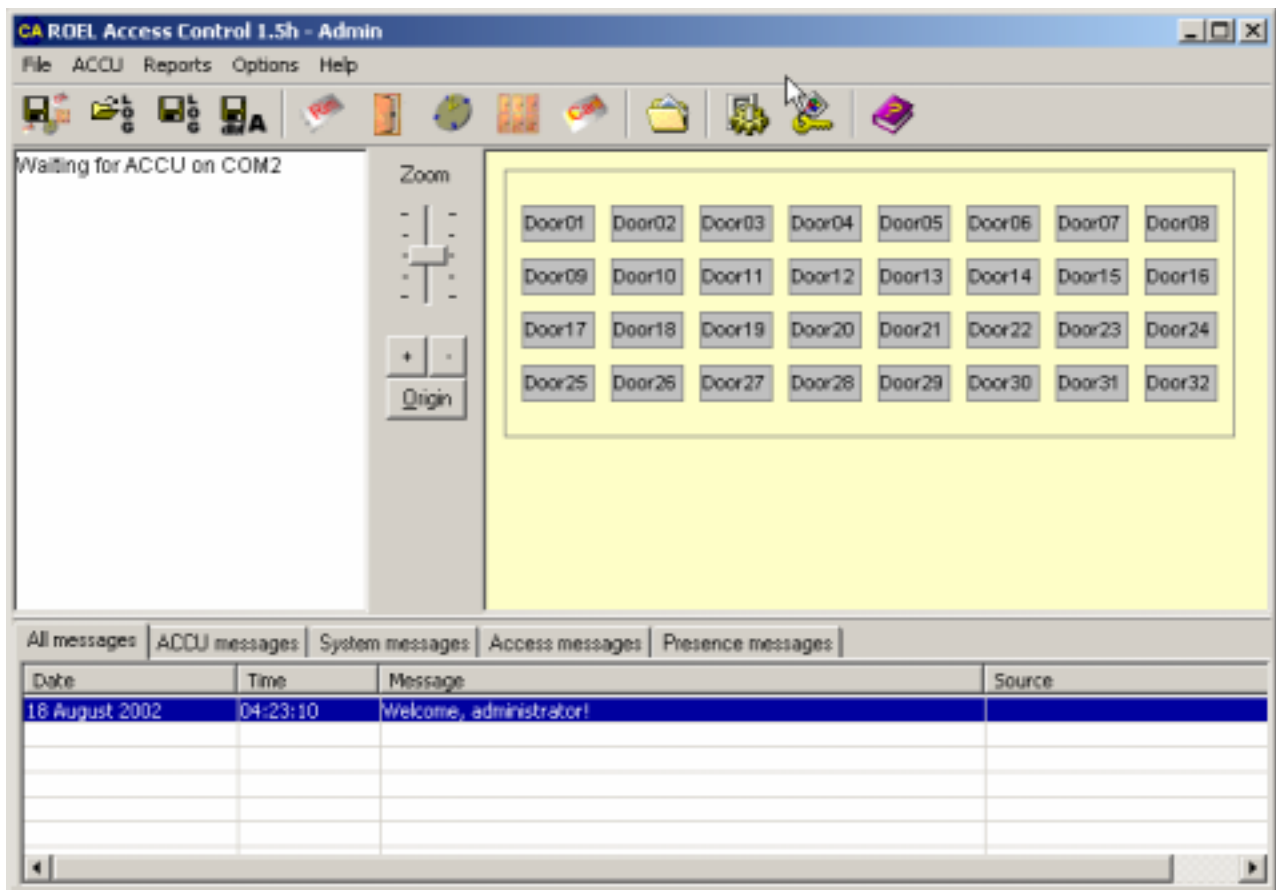 CA ROEL Access Control 1.5h - Admin
File ACCU Reports Options Help
Waiting for ACCU on COM2
Zoom
+ -
Origin
Door01 Door02 Door03 Door04 Door05 Door06 Door07 Door08
Door09 Door10 Door11 Door12 Door13 Door14 Door15 Door16
Door17 Door18 Door19 Door20 Door21 Door22 Door23 Door24
Door25 Door26 Door27 Door28 Door29 Door30 Door31 Door32
All messages ACCU messages System messages Access messages Presence messages
Date Time Message Source
18 August 2002 04:23:10 Welcome, administrator!